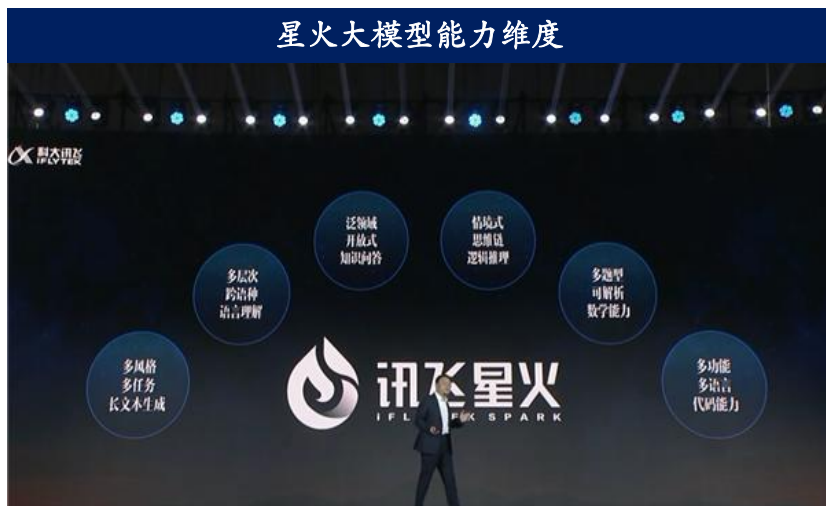 星火大模型能力维度
科大讯飞
iFLYTEK
泛领域
开放式
知识问答
情境式
思维链
逻辑推理
多层次
跨语种
语言理解
多题型
可解析
数学能力
多风格
多任务
长文本生成
多功能
多语言
代码能力
讯飞星火
iFLYTEK SPARK